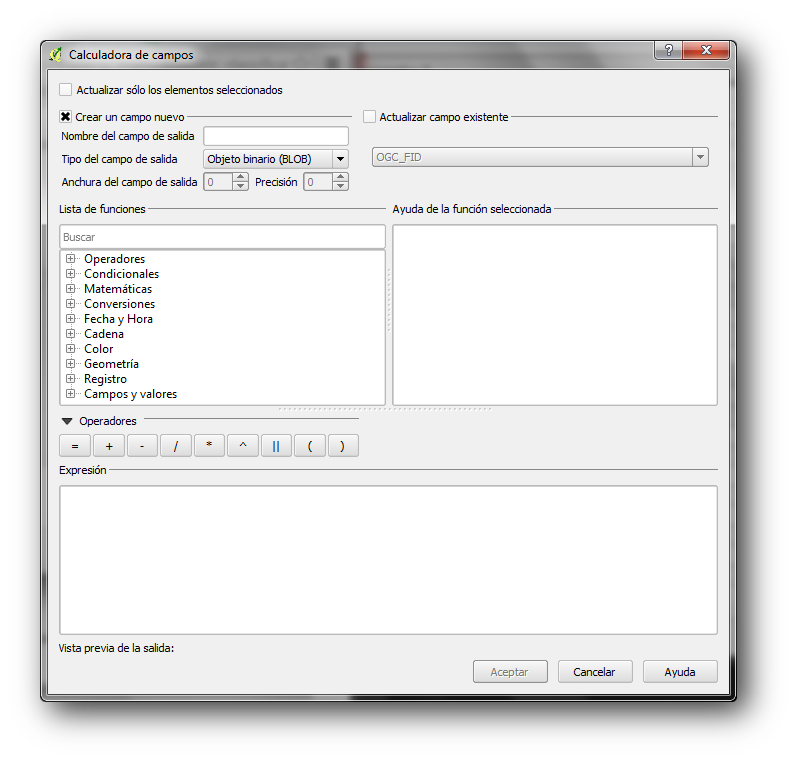 Calculadora de campos
?
Actualizar sólo los elementos seleccionados
Crear un campo nuevo
Actualizar campo existente
Nombre del campo de salida
Tipo del campo de salida
Objeto binario (BLOB)
OGC_FID
Anchura del campo de salida
0
Precisión
0
Lista de funciones
Ayuda de la función seleccionada
Buscar
Operadores
Condicionales
Matemáticas
Conversiones
Fecha y Hora
Cadena
Color
Geometría
Registro
Campos y valores
Operadores
= + - / * ^ || ( )
Expresión
Vista previa de la salida:
Aceptar
Cancelar
Ayuda